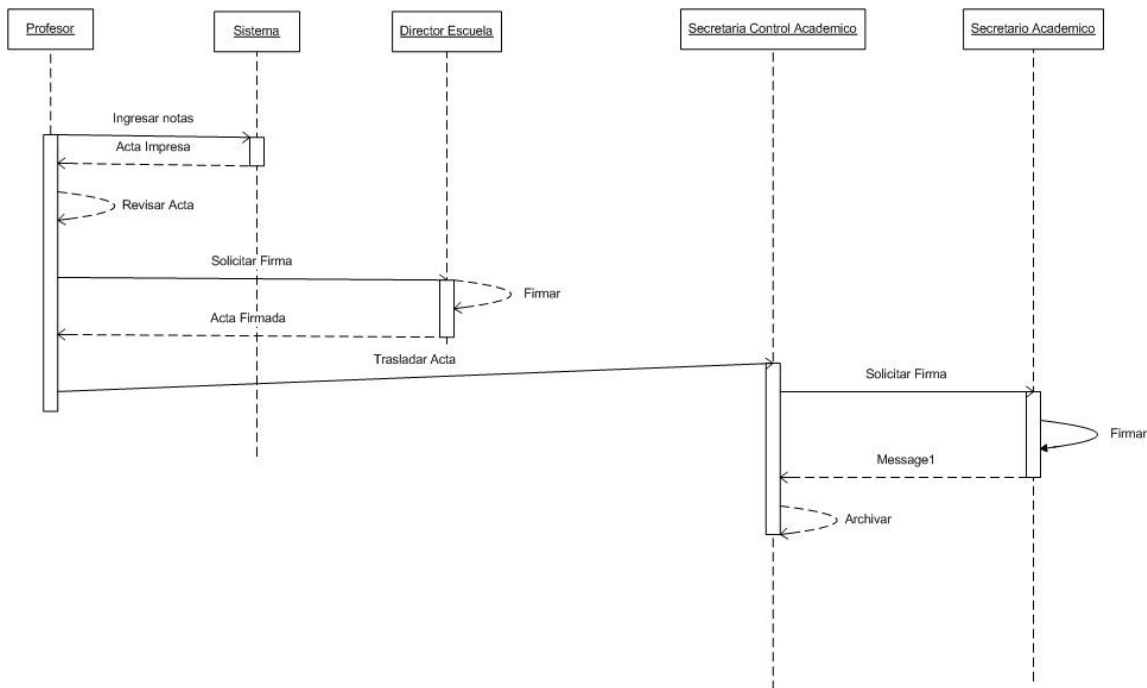 Profesor
Sistema
Director Escuela
Secretaria Control Academico
Secretario Academico
Ingresar notas
Acta Impresa
Revisar Acta
Solicitar Firma
Firmar
Acta Firmada
Trasladar Acta
Solicitar Firma
Firmar
Message1
Archivar